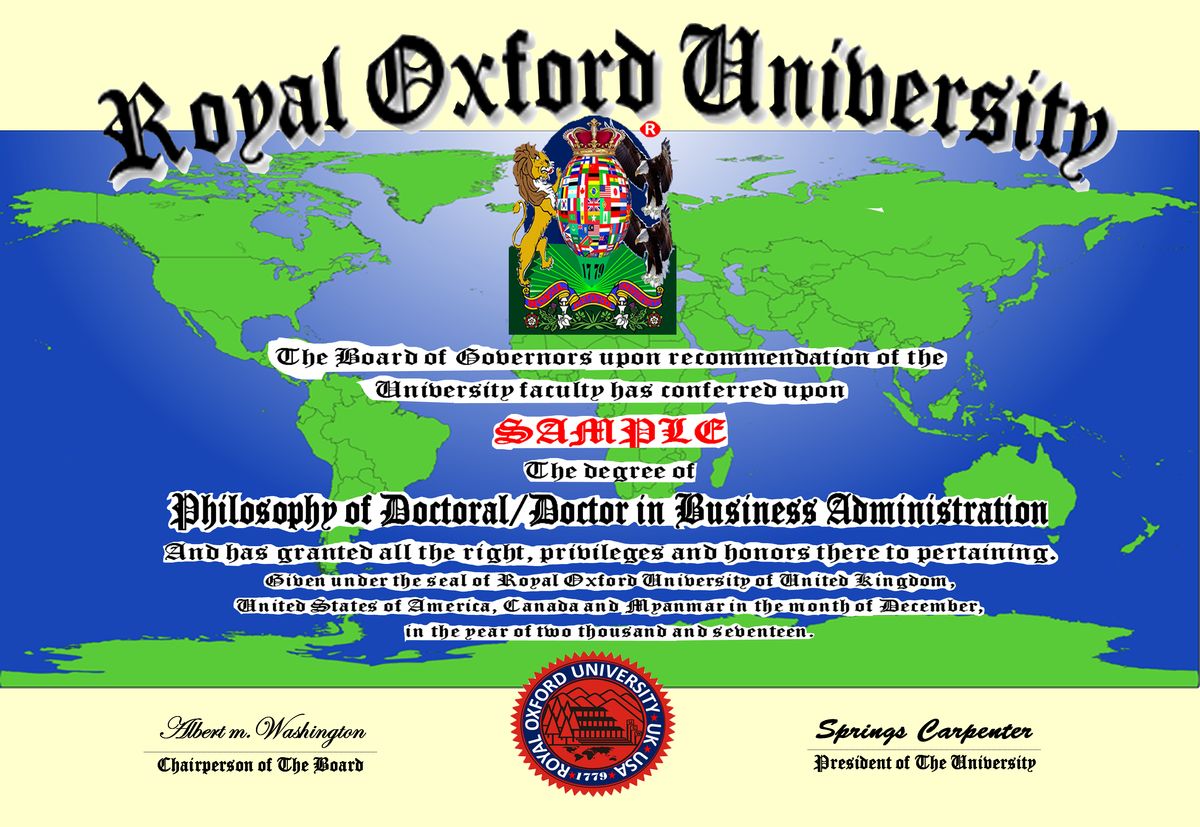 Royal Oxford University
®
1779
The Board of Governors upon recommendation of the
University faculty has conferred upon
SAMPLE
The degree of
Philosophy of Doctoral/Doctor in Business Administration
And has granted all the right, privileges and honors there to pertaining.
Given under the seal of Royal Oxford University of United Kingdom,
United States of America, Canada and Myanmar in the month of December,
in the year of two thousand and seventeen.
ROYAL OXFORD UNIVERSITY UK USA
1779
Albert m. Washington
Chairperson of The Board
Springs Carpenter
President of The University